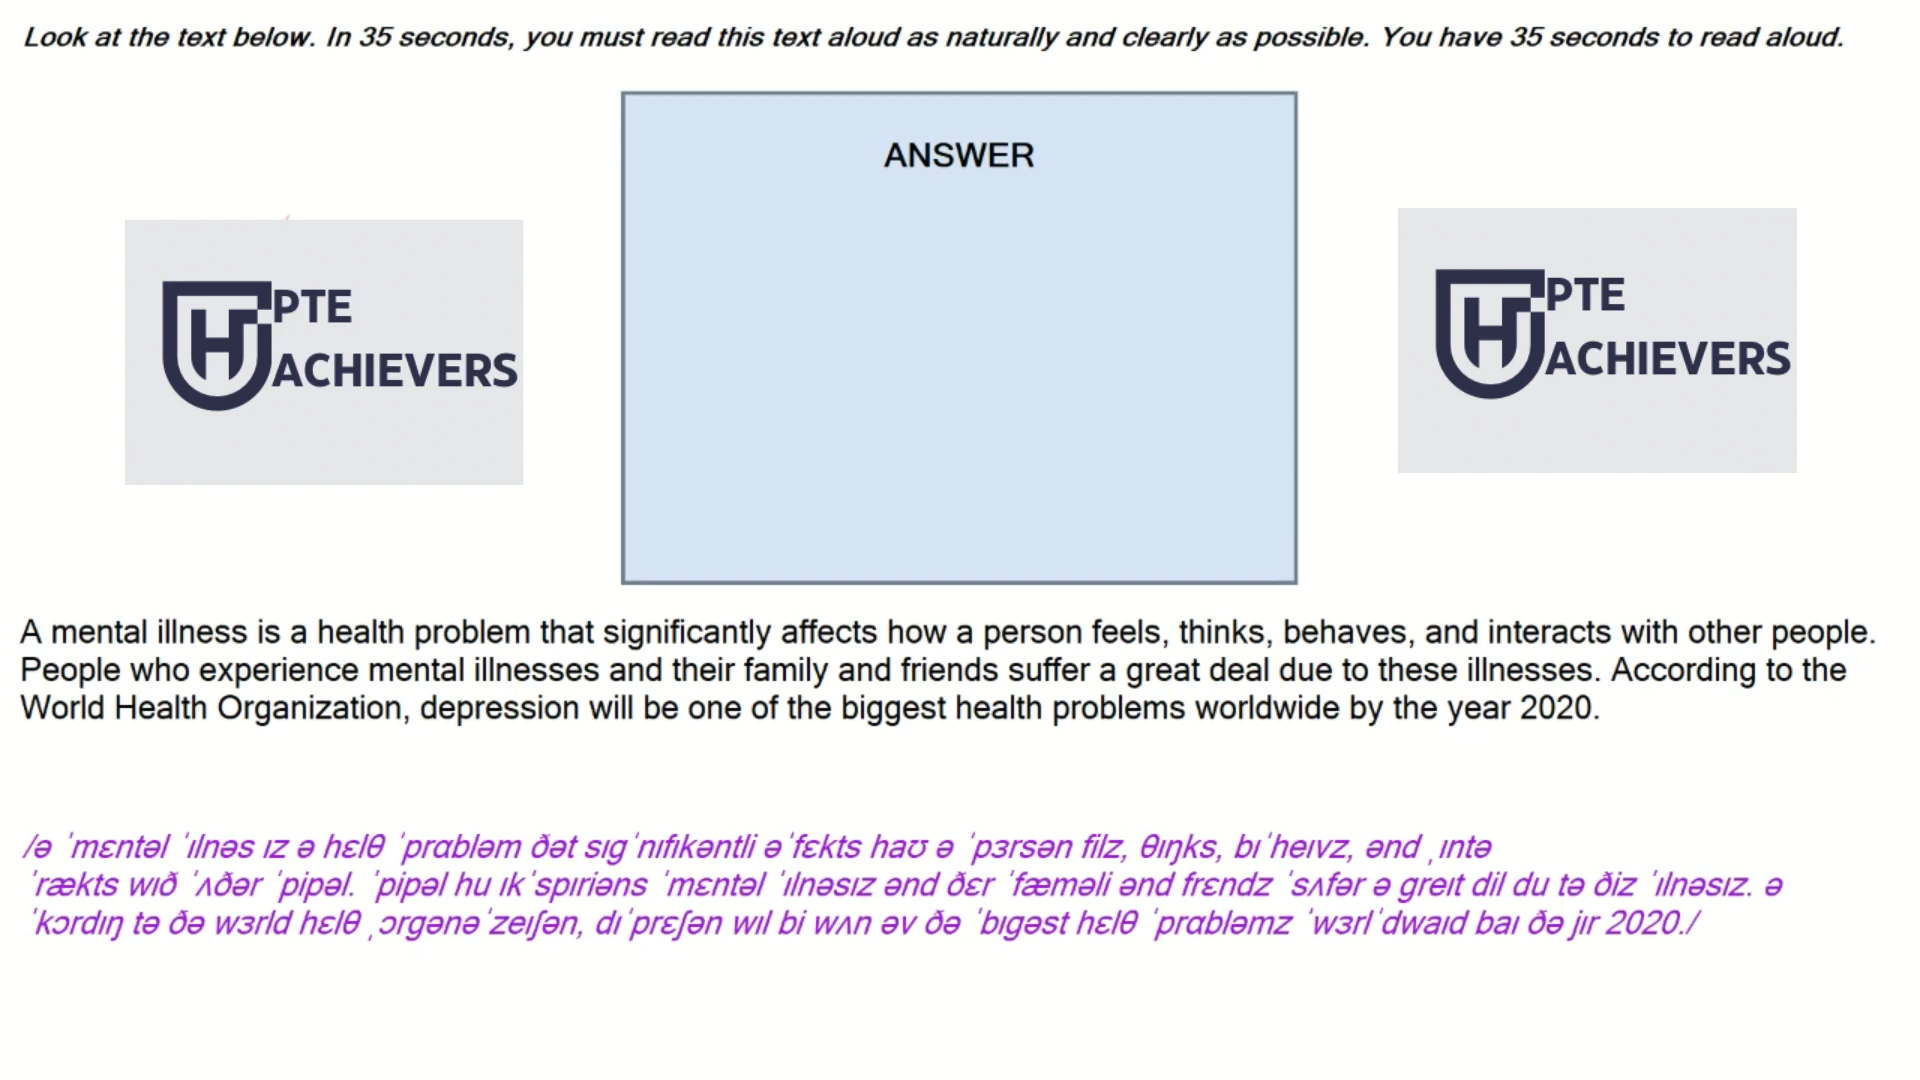 Look at the text below. In 35 seconds, you must read this text aloud as naturally and clearly as possible. You have 35 seconds to read aloud.
ANSWER
PTE
ACHIEVERS
PTE
ACHIEVERS
A mental illness is a health problem that significantly affects how a person feels, thinks, behaves, and interacts with other people.
People who experience mental illnesses and their family and friends suffer a great deal due to these illnesses. According to the
World Health Organization, depression will be one of the biggest health problems worldwide by the year 2020.
/ə ˈmɛntəl ˈɪlnəs ɪz ə hɛlθ ˈprɑbləm ðət sɪɡˈnɪfɪkəntli əˈfɛkts haʊ ə ˈpɜrsən filz, θɪŋks, bɪˈheɪvz, ənd ˌɪntə
ˈrækts wɪð ˈʌðər ˈpipəl. ˈpipəl hu ɪkˈspɪriəns ˈmɛntəl ˈɪlnəsɪz ənd ðɛr ˈfæməli ənd frɛndz ˈsʌfər ə greɪt dil du tə ðiz ˈɪlnəsɪz. ə
ˈkɔrdɪŋ tə ðə wɜrld hɛlθ ˌɔrgənəˈzeɪʃən, dɪˈprɛʃən wɪl bi wʌn əv ðə ˈbɪgəst hɛlθ ˈprɑbləmz ˈwɜrlˈdwaɪd baɪ ðə jɪr 2020./